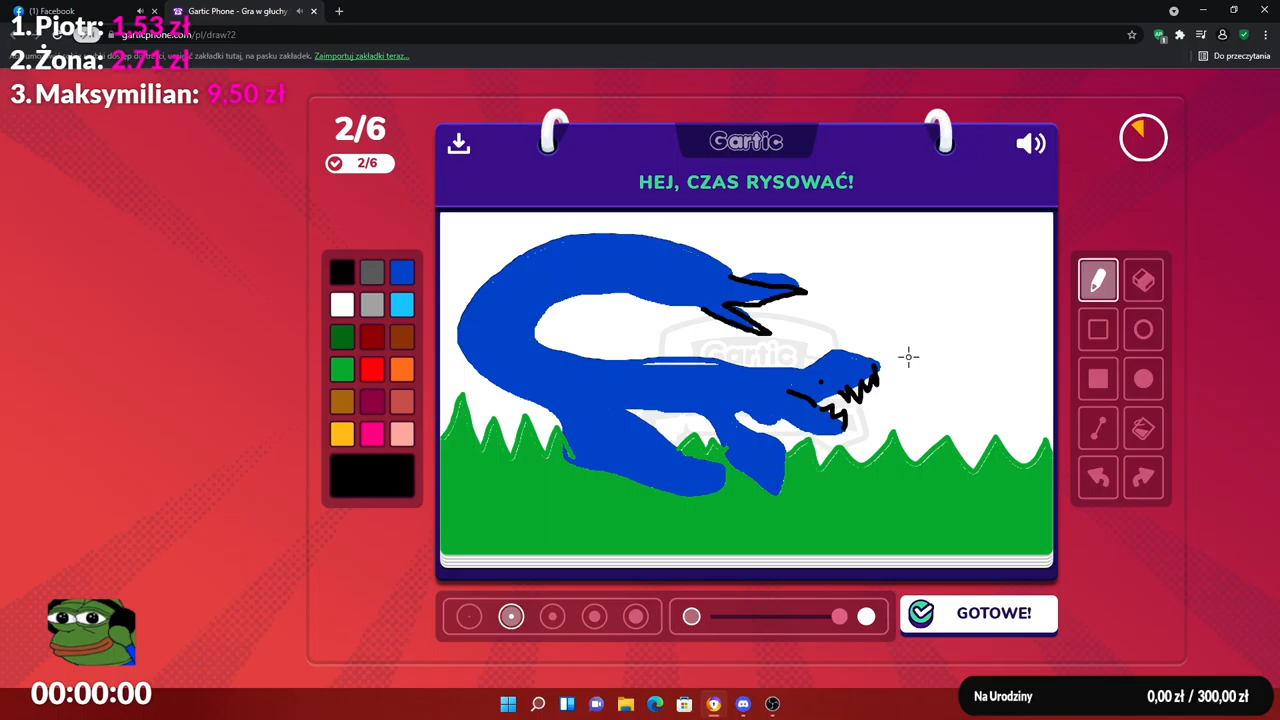 (1) Facebook
Gartic Phone - Gra w głuchy
garticphone.com/pl/draw?2
Zaimportuj zakładki teraz...
Do przeczytania
1. Piotr: 1,53 zł
2. Żona: 2,71 zł
3. Maksymilian: 9,50 zł
2/6
2/6
Gartic
HEJ, CZAS RYSOWAĆ!
Gartic
GOTOWE!
00:00:00
Na Urodziny
0,00 zł / 300,00 zł